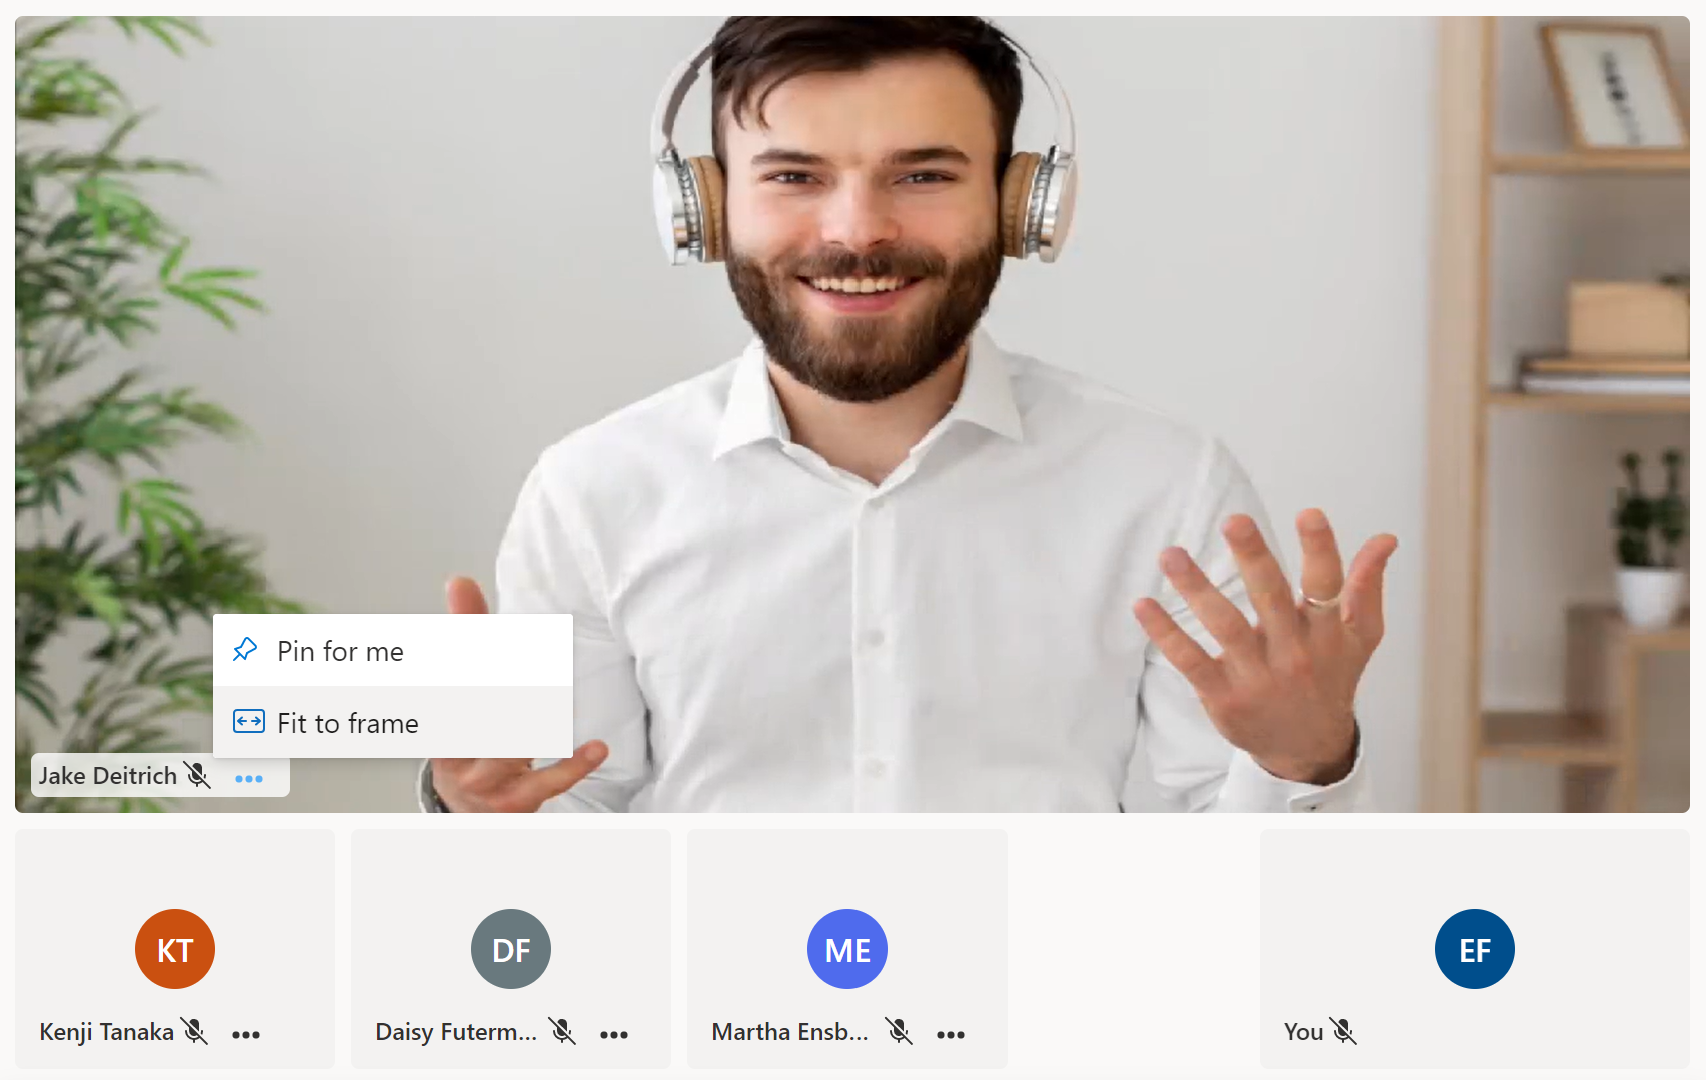 Pin for me
Fit to frame
Jake Deitrich
KT
DF
ME
EF
Kenji Tanaka
Daisy Futerm...
Martha Ensb...
You